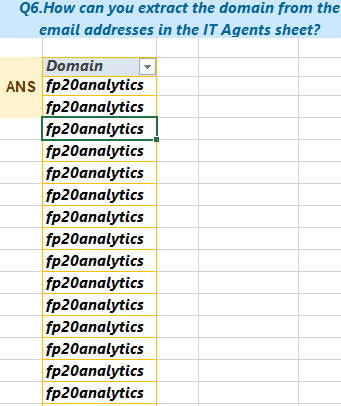 Q6.How can you extract the domain from the
email addresses in the IT Agents sheet?
Domain
ANS fp20analytics
fp20analytics
fp20analytics
fp20analytics
fp20analytics
fp20analytics
fp20analytics
fp20analytics
fp20analytics
fp20analytics
fp20analytics
fp20analytics
fp20analytics
fp20analytics
fp20analytics